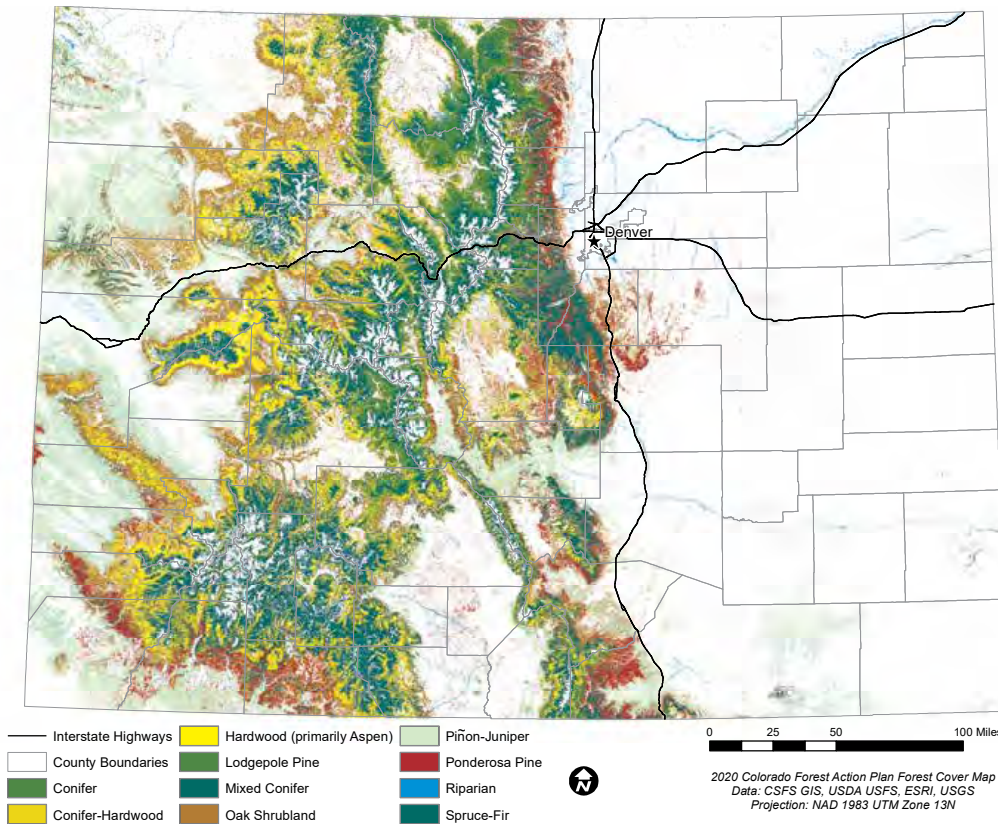 Denver
Interstate Highways
County Boundaries
Conifer
Conifer-Hardwood
Hardwood (primarily Aspen)
Lodgepole Pine
Mixed Conifer
Oak Shrubland
Piñon-Juniper
Ponderosa Pine
Riparian
Spruce-Fir
N
0 25 50 100 Miles
2020 Colorado Forest Action Plan Forest Cover Map
Data: CSFS GIS, USDA USFS, ESRI, USGS
Projection: NAD 1983 UTM Zone 13N